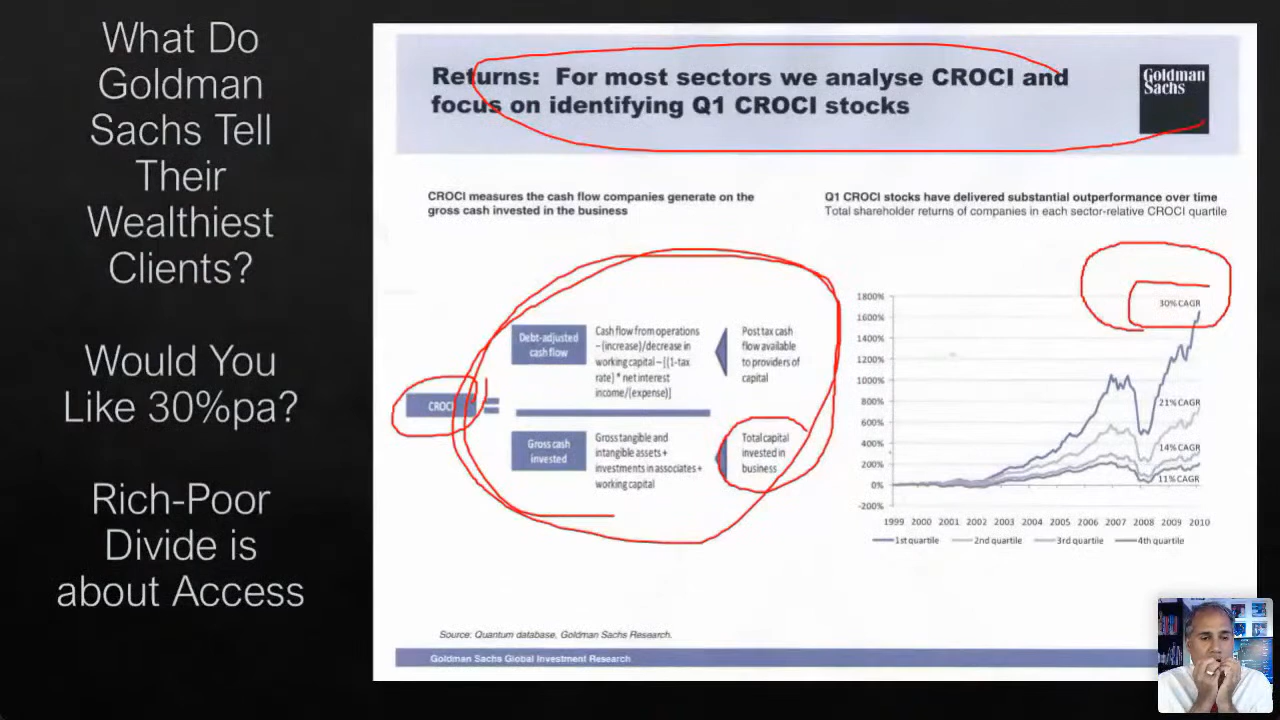 What Do
Goldman
Sachs Tell
Their
Wealthiest
Clients?
Would You
Like 30%pa?
Rich-Poor
Divide is
about Access
Returns: For most sectors we analyse CROCI and
focus on identifying Q1 CROCI stocks
Goldman
Sachs
CROCI measures the cash flow companies generate on the
gross cash invested in the business
CROCI
=
Debt-adjusted
cash flow
Cash flow from operations
–(increase)/decrease in
working capital – [(1-tax
rate) * net interest
income/(expense)]
Post tax cash
flow available
to providers of
capital
Gross cash
invested
Gross tangible and
intangible assets +
investments in associates +
working capital
Total capital
invested in
business
Q1 CROCI stocks have delivered substantial outperformance over time
Total shareholder returns of companies in each sector-relative CROCI quartile
1800%
1600%
1400%
1200%
1000%
800%
600%
400%
200%
0%
-200%
30% CAGR
21% CAGR
14% CAGR
11% CAGR
1999 2000 2001 2002 2003 2004 2005 2006 2007 2008 2009 2010
1st quartile 2nd quartile 3rd quartile 4th quartile
Source: Quantum database, Goldman Sachs Research.
Goldman Sachs Global Investment Research